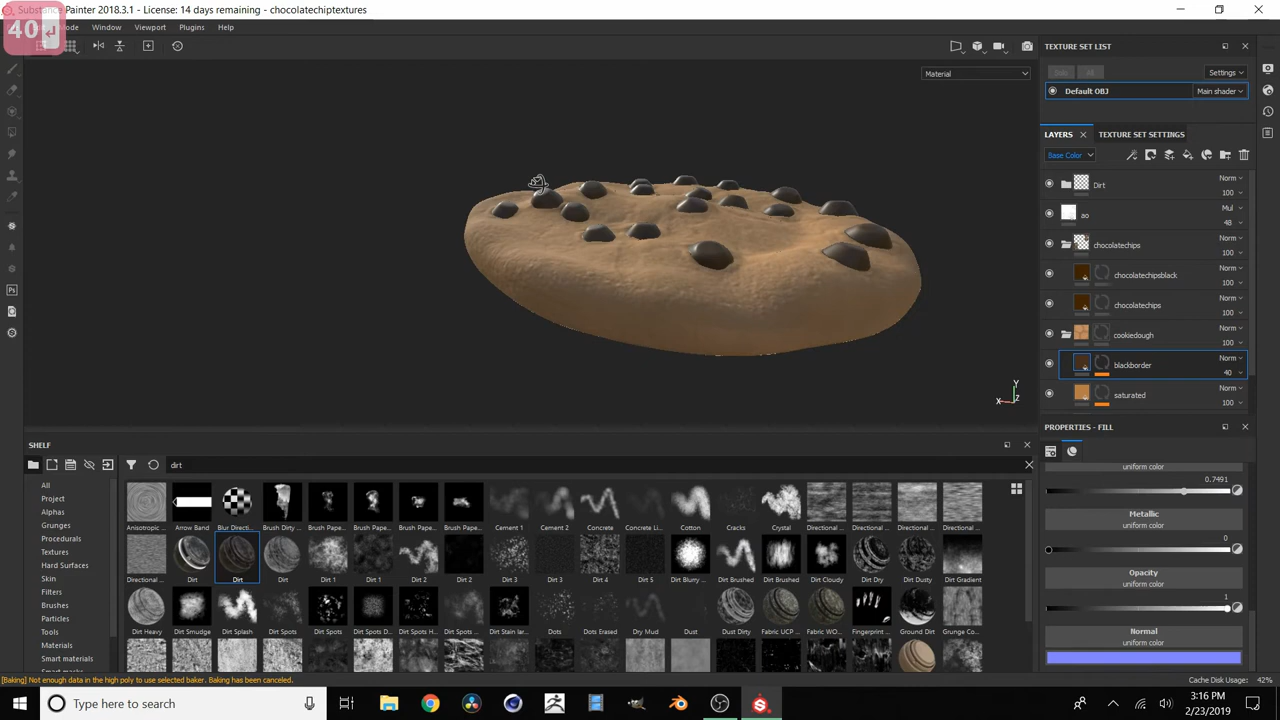 Substance Painter 2018.3.1 - License: 14 days remaining - chocolatechiptextures
40
Mode Window Viewport Plugins Help
Material
TEXTURE SET LIST
Solo All Settings
Default OBJ Main shader
LAYERS TEXTURE SET SETTINGS
Base Color
Dirt Norm 100
ao Mul 48
chocolatechips Norm 100
chocolatechipsblack Norm 100
chocolatechips Norm 100
cookiedough Norm 100
blackborder Norm 40
saturated Norm 100
PROPERTIES - FILL
uniform color
0.7491
Metallic
uniform color
0
Opacity
uniform color
1
Normal
uniform color
X Y Z
SHELF
dirt
All
Project
Alphas
Grunges
Procedurals
Textures
Hard Surfaces
Skin
Filters
Brushes
Particles
Tools
Materials
Smart materials
Smart masks
Anisotropic ... Arrow Band Blur Directi... Brush Dirty ... Brush Pape... Brush Pape... Brush Pape... Brush Pape... Cement 1 Cement 2 Concrete Concrete Li... Cotton Cracks Crystal Directional ... Directional ... Directional ... Directional ...
Directional ... Dirt Dirt Dirt Dirt 1 Dirt 1 Dirt 2 Dirt 2 Dirt 3 Dirt 3 Dirt 4 Dirt 5 Dirt Blurry ... Dirt Brushed Dirt Brushed Dirt Cloudy Dirt Dry Dirt Dusty Dirt Gradient
Dirt Heavy Dirt Smudge Dirt Splash Dirt Spots Dirt Spots Dirt Spots D... Dirt Spots H... Dirt Spots ... Dirt Stain lar... Dots Dots Erased Dry Mud Dust Dust Dirty Fabric UCP ... Fabric WO... Fingerprint ... Ground Dirt Grunge Co...
[Baking] Not enough data in the high poly to use selected baker. Baking has been canceled.
Cache Disk Usage: 42%
Type here to search
Ps
3:16 PM
2/23/2019